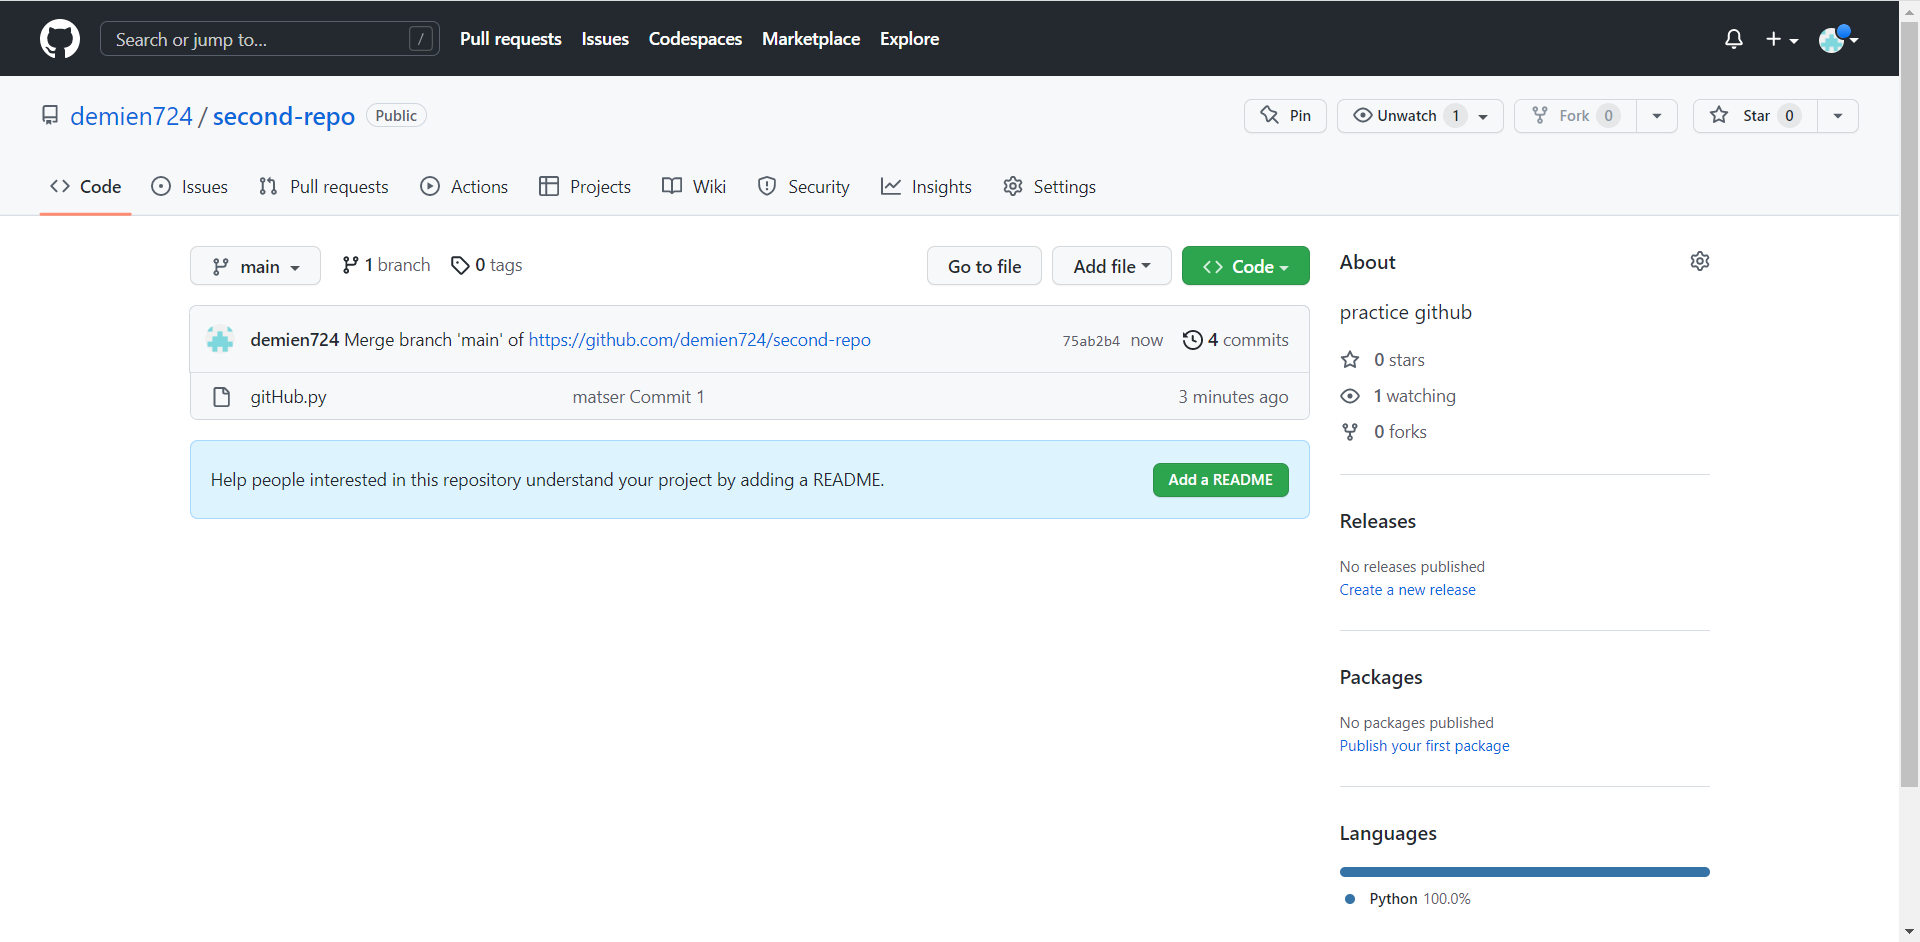 Search or jump to... /
Pull requests Issues Codespaces Marketplace Explore
demien724 / second-repo Public
Pin Unwatch 1 Fork 0 Star 0
Code Issues Pull requests Actions Projects Wiki Security Insights Settings
main 1 branch 0 tags Go to file Add file Code
demien724 Merge branch 'main' of https://github.com/demien724/second-repo 75ab2b4 now 4 commits
gitHub.py matser Commit 1 3 minutes ago
Help people interested in this repository understand your project by adding a README. Add a README
About
practice github
0 stars
1 watching
0 forks
Releases
No releases published
Create a new release
Packages
No packages published
Publish your first package
Languages
Python 100.0%